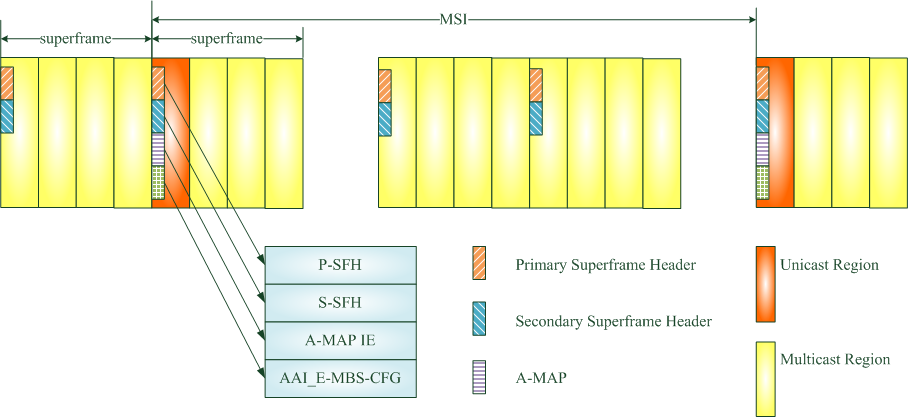 MSI
superframe
superframe
P-SFH
S-SFH
A-MAP IE
AAI_E-MBS-CFG
Primary Superframe Header
Secondary Superframe Header
A-MAP
Unicast Region
Multicast Region